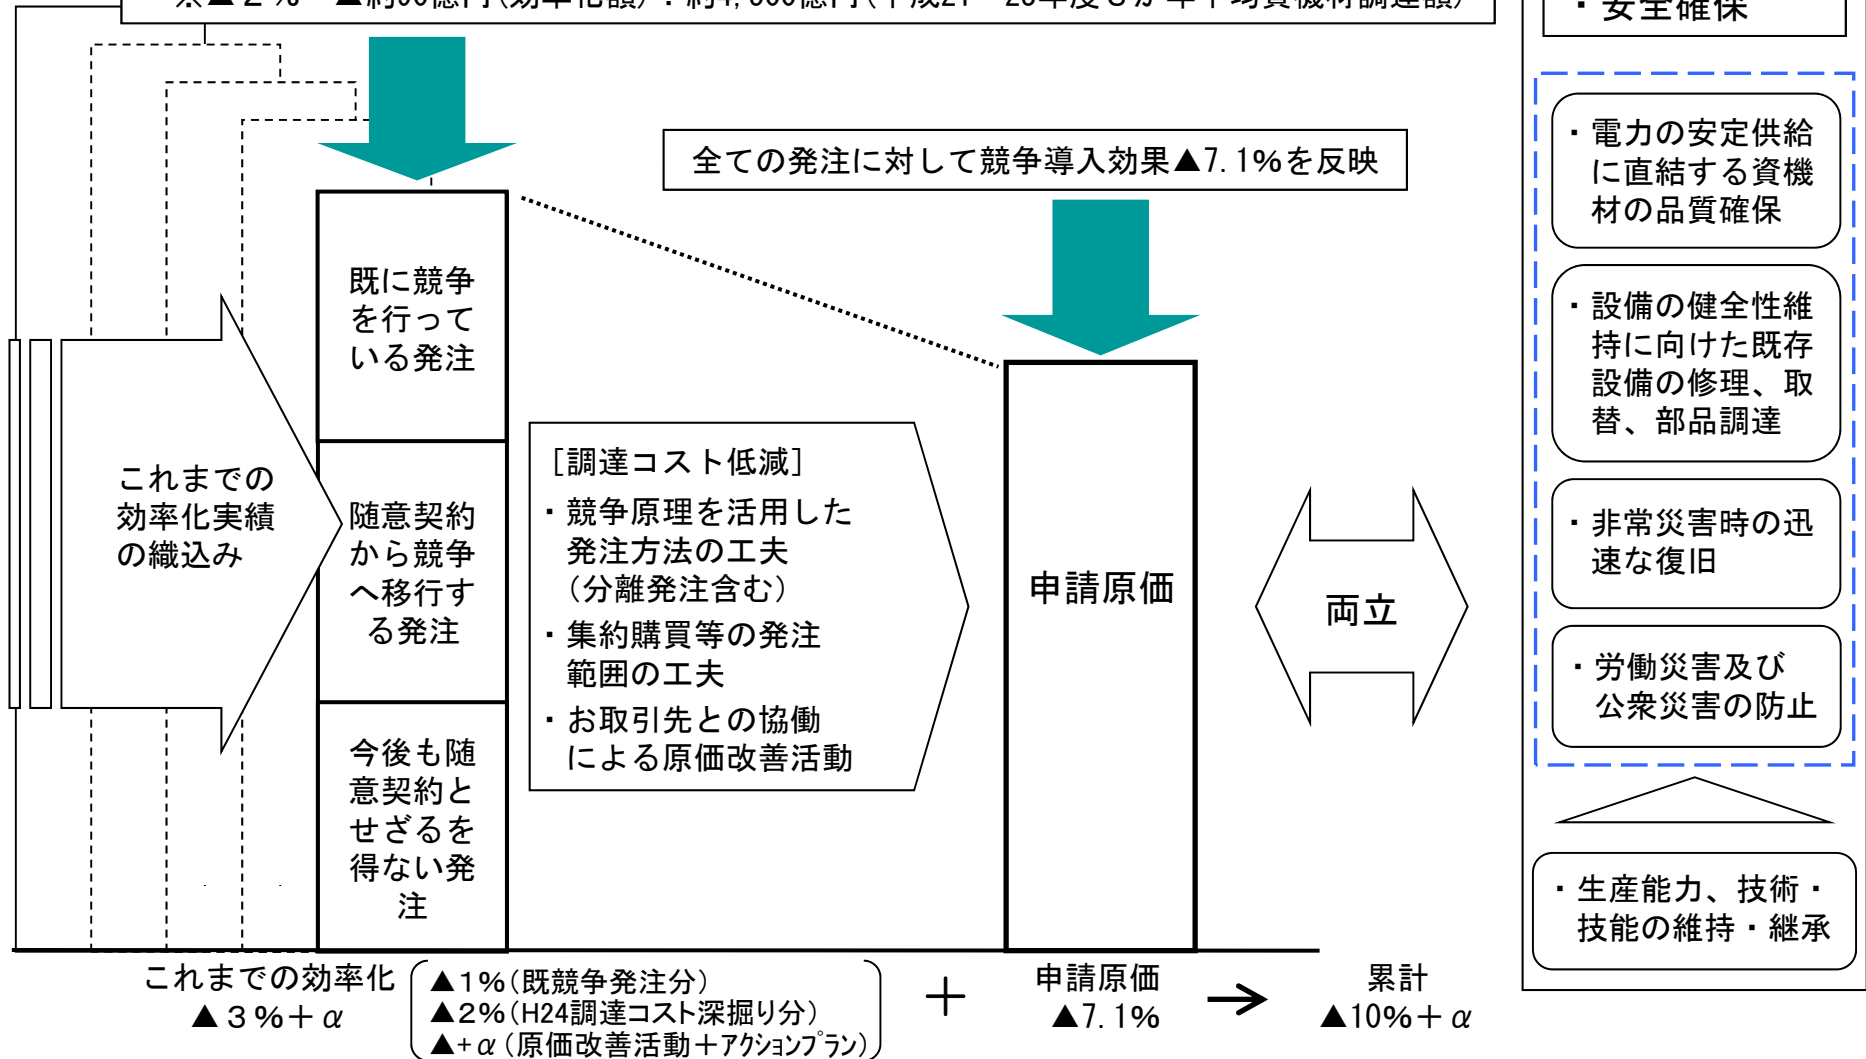 ・安全確保
全ての発注に対して競争導入効果▲7.1%を反映
既に競争
を行って
いる発注
随意契約
から競争
へ移行す
る発注
今後も随
意契約と
せざるを
得ない発
注
これまでの
効率化実績
の織込み
［調達コスト低減］
・競争原理を活用した
発注方法の工夫
（分離発注含む）
・集約購買等の発注
範囲の工夫
・お取引先との協働
による原価改善活動
申請原価
両立
・電力の安定供給
に直結する資機
材の品質確保
・設備の健全性維
持に向けた既存
設備の修理、取
替、部品調達
・非常災害時の迅
速な復旧
・労働災害及び
公衆災害の防止
・生産能力、技術・
技能の維持・継承
これまでの効率化
▲３%＋α
▲1%（既競争発注分）
▲2%（H24調達コスト深掘り分）
▲+α（原価改善活動＋アクションプラン）
＋
申請原価
▲7.1%
→
累計
▲10%＋α